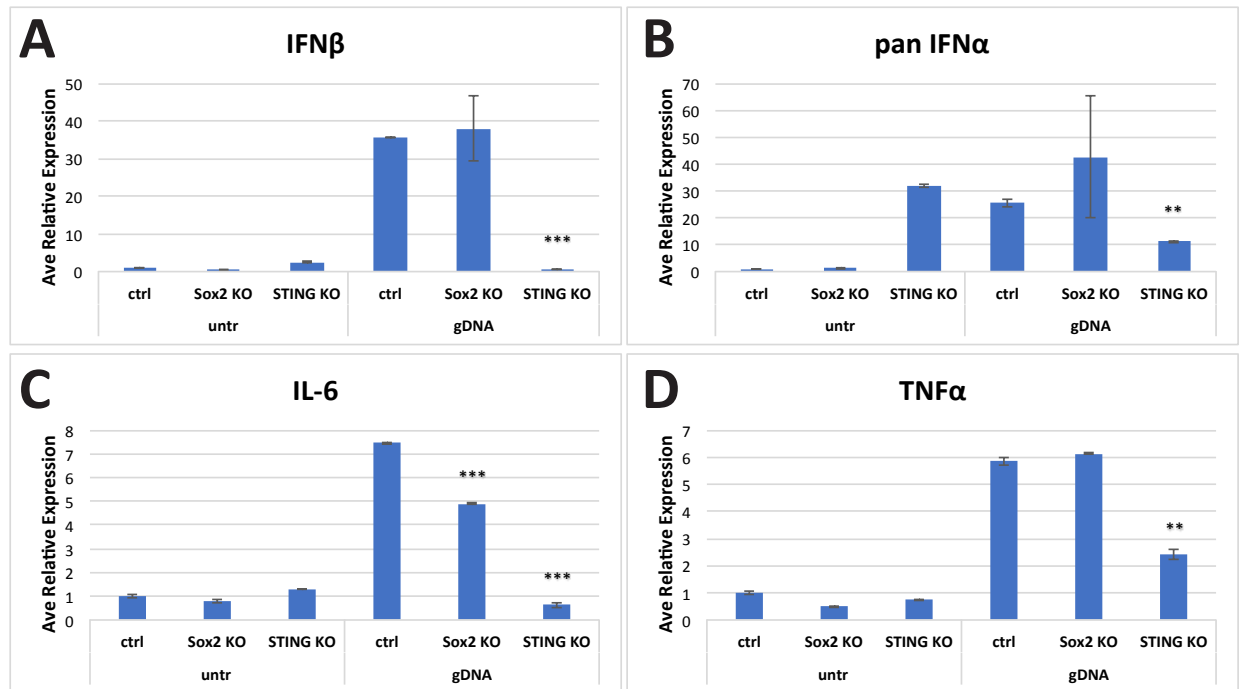 A
IFNβ
Ave Relative Expression
50
40
30
20
10
0
***
ctrl Sox2 KO STING KO ctrl Sox2 KO STING KO
untr gDNA
B
pan IFNα
Ave Relative Expression
70
60
50
40
30
20
10
0
**
ctrl Sox2 KO STING KO ctrl Sox2 KO STING KO
untr gDNA
C
IL-6
Ave Relative Expression
8
7
6
5
4
3
2
1
0
***
***
ctrl Sox2 KO STING KO ctrl Sox2 KO STING KO
untr gDNA
D
TNFα
Ave Relative Expression
7
6
5
4
3
2
1
0
**
ctrl Sox2 KO STING KO ctrl Sox2 KO STING KO
untr gDNA